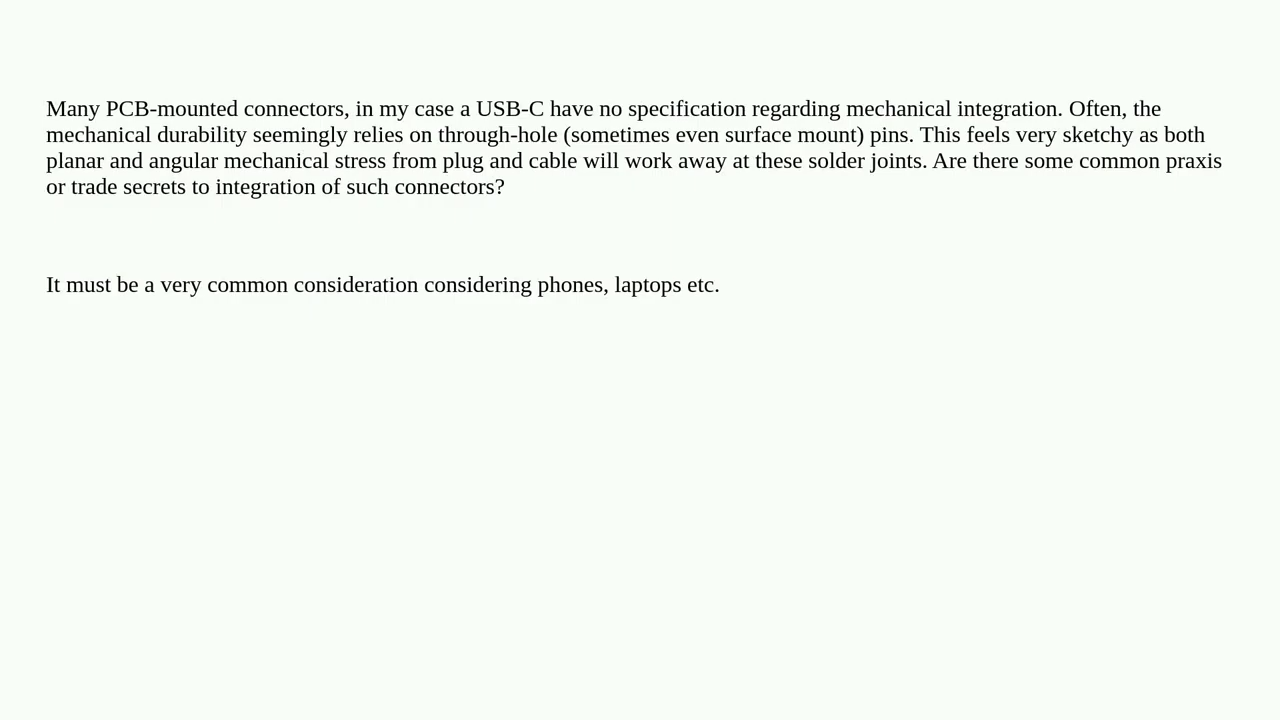 Many PCB-mounted connectors, in my case a USB-C have no specification regarding mechanical integration. Often, the
mechanical durability seemingly relies on through-hole (sometimes even surface mount) pins. This feels very sketchy as both
planar and angular mechanical stress from plug and cable will work away at these solder joints. Are there some common praxis
or trade secrets to integration of such connectors?
It must be a very common consideration considering phones, laptops etc.